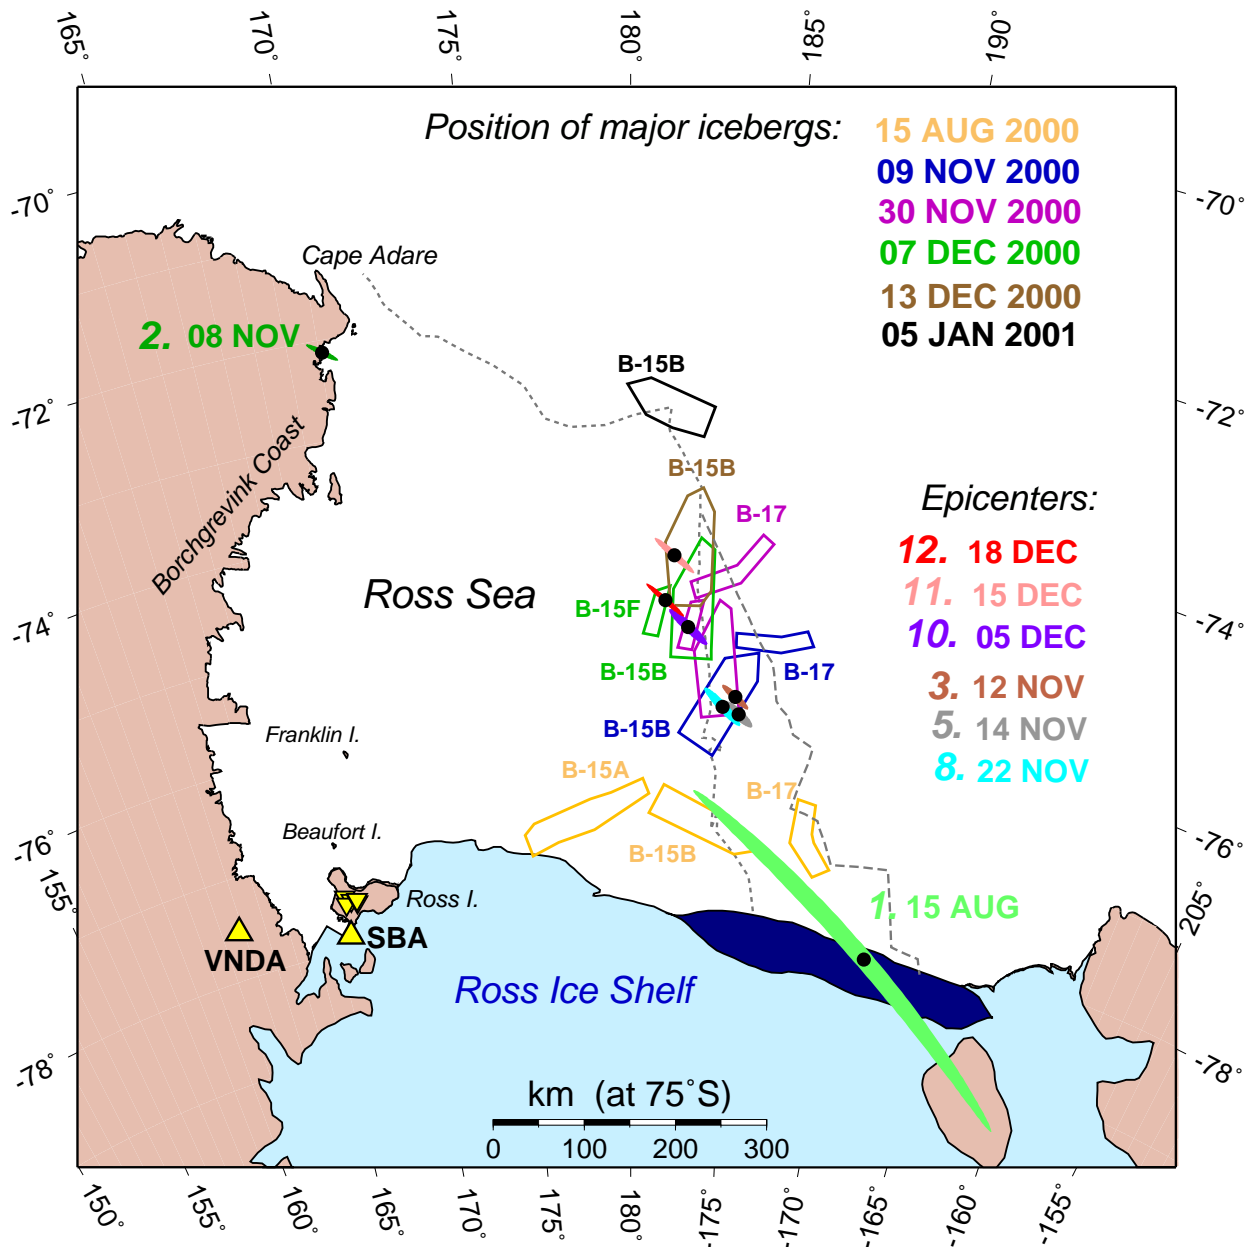 165°
170°
175°
180°
185°
190°
Position of major icebergs:
15 AUG 2000
09 NOV 2000
30 NOV 2000
07 DEC 2000
13 DEC 2000
05 JAN 2001
-70°
-70°
Cape Adare
2. 08 NOV
B-15B
-72°
-72°
Borchgrevink Coast
B-15B
B-17
Epicenters:
12. 18 DEC
11. 15 DEC
10. 05 DEC
3. 12 NOV
5. 14 NOV
8. 22 NOV
Ross Sea
B-15F
-74°
-74°
B-15B
B-17
B-15B
Franklin I.
B-15A
B-17
Beaufort I.
B-15B
-76°
-76°
155°
Ross I.
1. 15 AUG
205°
SBA
VNDA
Ross Ice Shelf
-78°
-78°
km (at 75°S)
0 100 200 300
150°
155°
160°
165°
170°
175°
180°
-175°
-170°
-165°
-160°
-155°